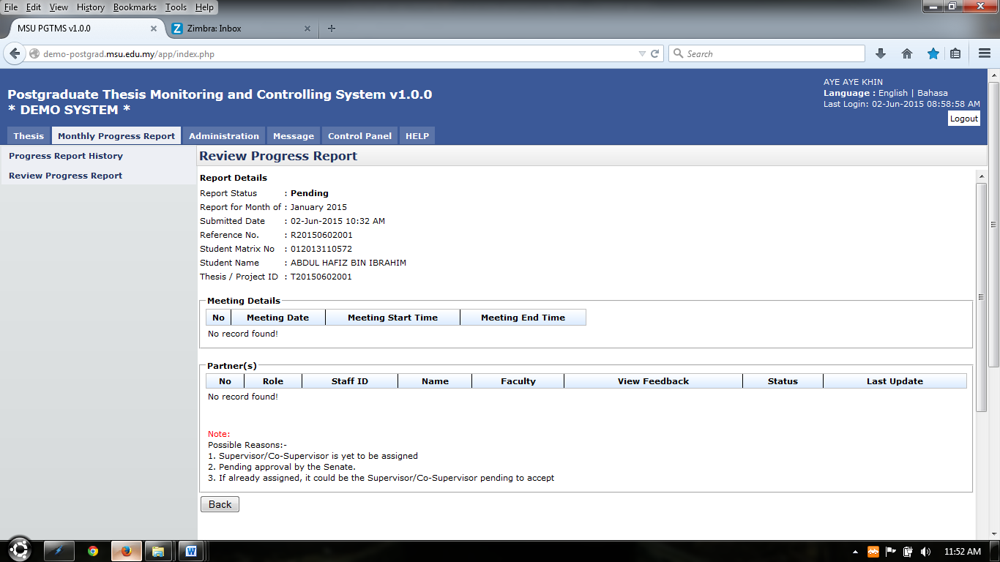 File Edit View History Bookmarks Tools Help
MSU PGTMS v1.0.0
Zimbra: Inbox
demo-postgrad.msu.edu.my/app/index.php
Search
AYE AYE KHIN
Language : English | Bahasa
Last Login: 02-Jun-2015 08:58:58 AM
Logout
Postgraduate Thesis Monitoring and Controlling System v1.0.0
* DEMO SYSTEM *
Thesis Monthly Progress Report Administration Message Control Panel HELP
Progress Report History
Review Progress Report
Review Progress Report
Report Details
Report Status : Pending
Report for Month of : January 2015
Submitted Date : 02-Jun-2015 10:32 AM
Reference No. : R20150602001
Student Matrix No : 012013110572
Student Name : ABDUL HAFIZ BIN IBRAHIM
Thesis / Project ID : T20150602001
Meeting Details
No Meeting Date Meeting Start Time Meeting End Time
No record found!
Partner(s)
No Role Staff ID Name Faculty View Feedback Status Last Update
No record found!
Note:
Possible Reasons:-
1. Supervisor/Co-Supervisor is yet to be assigned
2. Pending approval by the Senate.
3. If already assigned, it could be the Supervisor/Co-Supervisor pending to accept
Back
11:52 AM